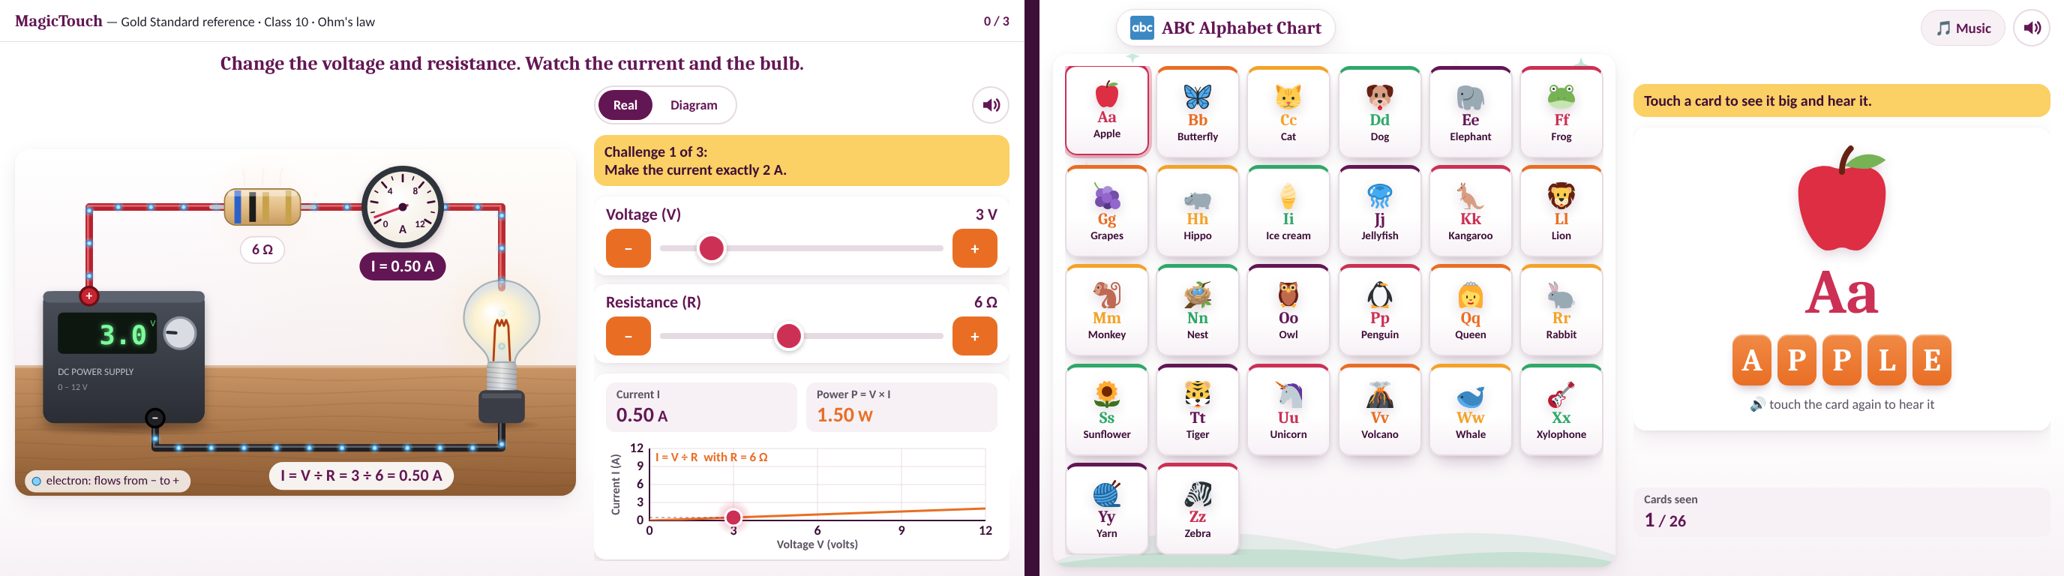 MagicTouch — Gold Standard reference · Class 10 · Ohm's law
0 / 3
Change the voltage and resistance. Watch the current and the bulb.
Real
Diagram
Challenge 1 of 3:
Make the current exactly 2 A.
Voltage (V)
3 V
−
+
Resistance (R)
6 Ω
−
+
Current I
0.50 A
Power P = V × I
1.50 W
I = V ÷ R with R = 6 Ω
Current I (A)
12
9
6
3
0
0
3
6
9
12
Voltage V (volts)
6 Ω
0
4
8
12
A
I = 0.50 A
+
3.0
V
DC POWER SUPPLY
0 – 12 V
−
I = V ÷ R = 3 ÷ 6 = 0.50 A
electron: flows from − to +
abc
ABC Alphabet Chart
Music
Aa
Apple
Bb
Butterfly
Cc
Cat
Dd
Dog
Ee
Elephant
Ff
Frog
Gg
Grapes
Hh
Hippo
Ii
Ice cream
Jj
Jellyfish
Kk
Kangaroo
Ll
Lion
Mm
Monkey
Nn
Nest
Oo
Owl
Pp
Penguin
Qq
Queen
Rr
Rabbit
Ss
Sunflower
Tt
Tiger
Uu
Unicorn
Vv
Volcano
Ww
Whale
Xx
Xylophone
Yy
Yarn
Zz
Zebra
Touch a card to see it big and hear it.
Aa
A P P L E
touch the card again to hear it
Cards seen
1 / 26